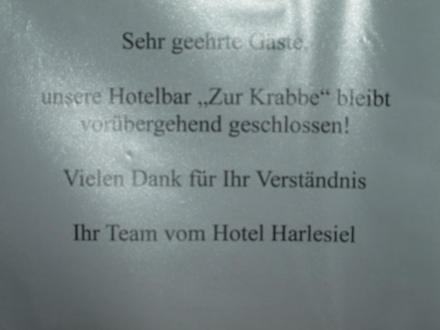 Sehr geehrte Gäste,
unsere Hotelbar „Zur Krabbe“ bleibt
vorübergehend geschlossen!
Vielen Dank für Ihr Verständnis
Ihr Team vom Hotel Harlesiel